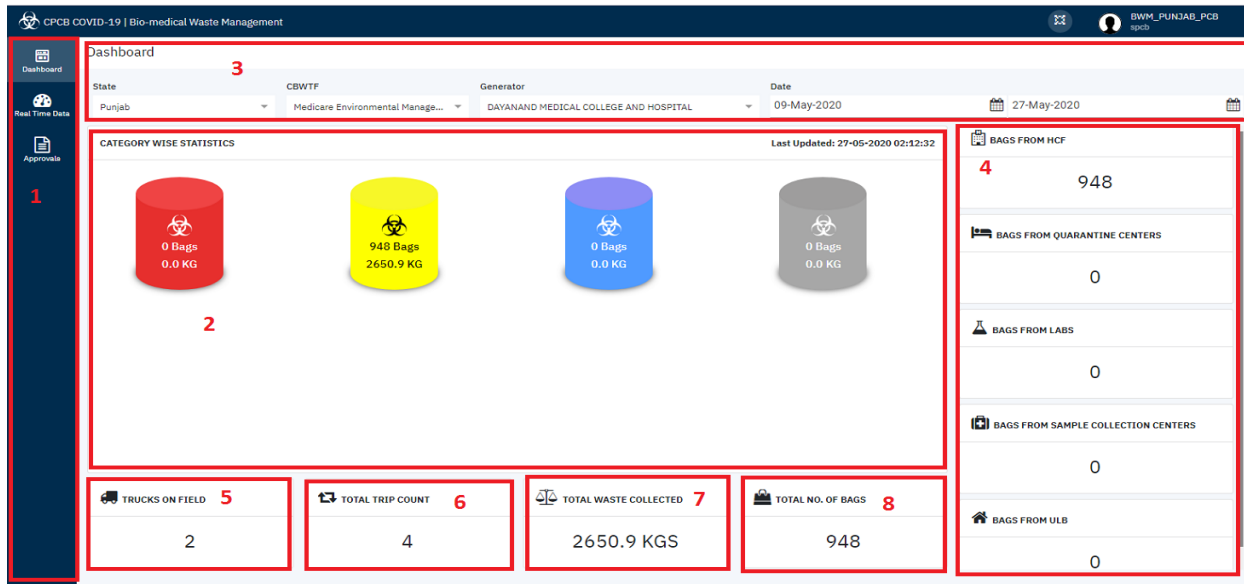 CPCB COVID-19 | Bio-medical Waste Management
BWM_PUNJAB_PCB
spcb
Dashboard
Real Time Data
Approvals
1
Dashboard
3
State
CBWTF
Generator
Date
Punjab
Medicare Environmental Manage...
DAYANAND MEDICAL COLLEGE AND HOSPITAL
09-May-2020
27-May-2020
CATEGORY WISE STATISTICS
Last Updated: 27-05-2020 02:12:32
0 Bags
0.0 KG
948 Bags
2650.9 KG
0 Bags
0.0 KG
0 Bags
0.0 KG
2
BAGS FROM HCF
4
948
BAGS FROM QUARANTINE CENTERS
0
BAGS FROM LABS
0
BAGS FROM SAMPLE COLLECTION CENTERS
0
BAGS FROM ULB
0
TRUCKS ON FIELD 5
2
TOTAL TRIP COUNT 6
4
TOTAL WASTE COLLECTED 7
2650.9 KGS
TOTAL NO. OF BAGS 8
948